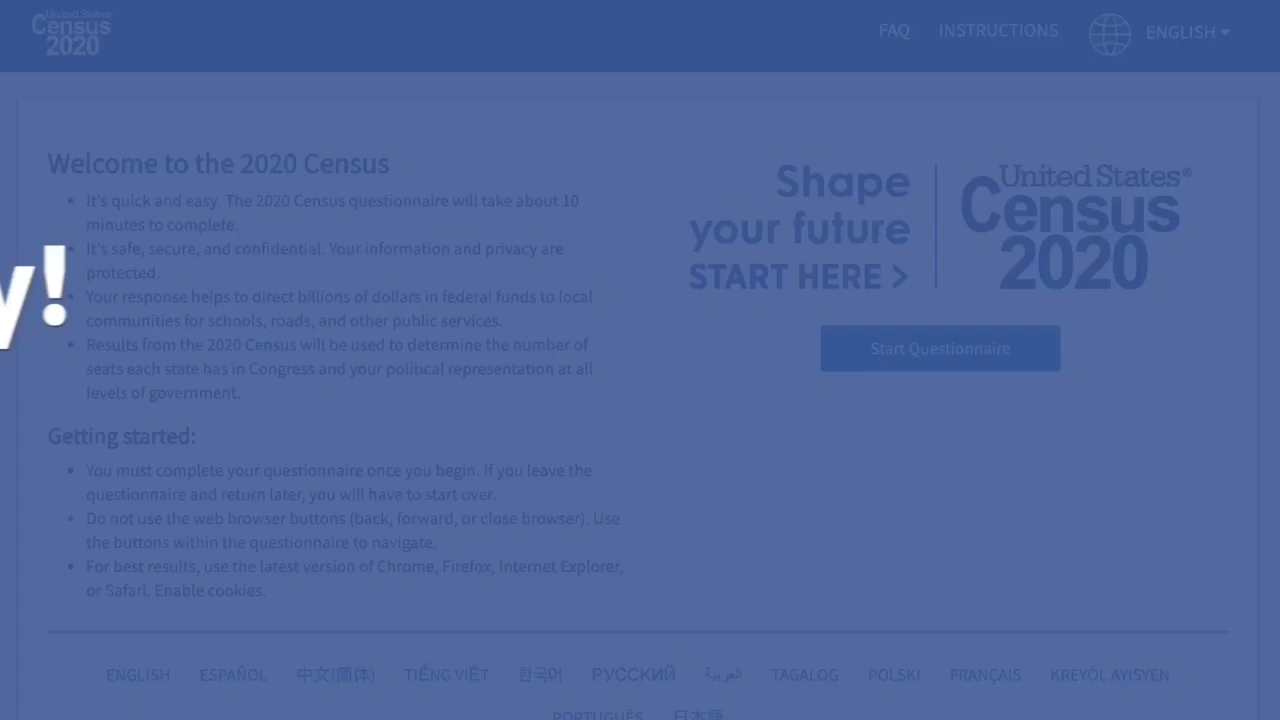 United States
Census
2020
FAQ INSTRUCTIONS ENGLISH
Welcome to the 2020 Census
It's quick and easy. The 2020 Census questionnaire will take about 10
minutes to complete.
It's safe, secure, and confidential. Your information and privacy are
protected.
Your response helps to direct billions of dollars in federal funds to local
communities for schools, roads, and other public services.
Results from the 2020 Census will be used to determine the number of
seats each state has in Congress and your political representation at all
levels of government.
y!
Getting started:
You must complete your questionnaire once you begin. If you leave the
questionnaire and return later, you will have to start over.
Do not use the web browser buttons (back, forward, or close browser). Use
the buttons within the questionnaire to navigate.
For best results, use the latest version of Chrome, Firefox, Internet Explorer,
or Safari. Enable cookies.
Shape
your future
START HERE >
United States®
Census
2020
Start Questionnaire
ENGLISH ESPAÑOL 中文(简体) TIẾNG VIỆT 한국어 РУССКИЙ العربية TAGALOG POLSKI FRANÇAIS KREYÒL AYISYEN
PORTUGUÊS 日本語